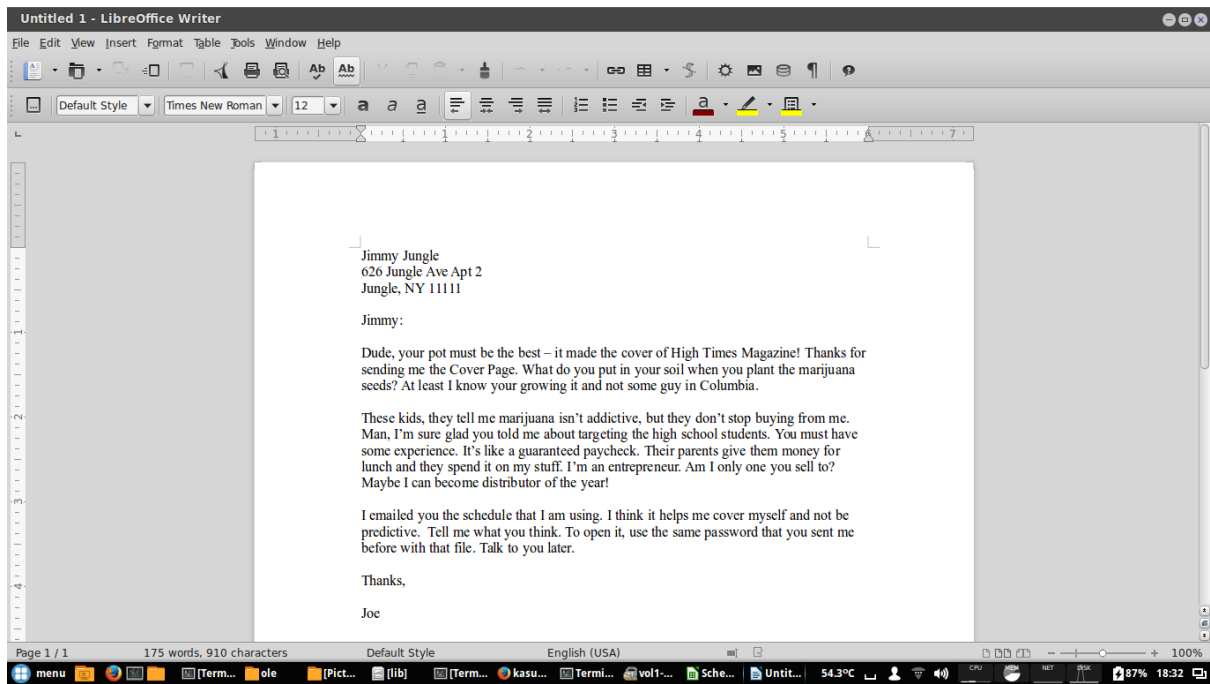 Untitled 1 - LibreOffice Writer
File Edit View Insert Format Table Tools Window Help
Default Style Times New Roman 12
1 1 2 3 4 5 6 7
Jimmy Jungle
626 Jungle Ave Apt 2
Jungle, NY 11111
Jimmy:
Dude, your pot must be the best – it made the cover of High Times Magazine! Thanks for
sending me the Cover Page. What do you put in your soil when you plant the marijuana
seeds? At least I know your growing it and not some guy in Columbia.
These kids, they tell me marijuana isn’t addictive, but they don’t stop buying from me.
Man, I’m sure glad you told me about targeting the high school students. You must have
some experience. It’s like a guaranteed paycheck. Their parents give them money for
lunch and they spend it on my stuff. I’m an entrepreneur. Am I only one you sell to?
Maybe I can become distributor of the year!
I emailed you the schedule that I am using. I think it helps me cover myself and not be
predictive.  Tell me what you think. To open it, use the same password that you sent me
before with that file. Talk to you later.
Thanks,
Joe
Page 1 / 1 175 words, 910 characters Default Style English (USA) 100%
menu [Term... ole [Pict... [lib] [Term... kasu... Termi... vol1-... Sche... Untit... 54.3°C CPU MEM NET DISK 87% 18:32